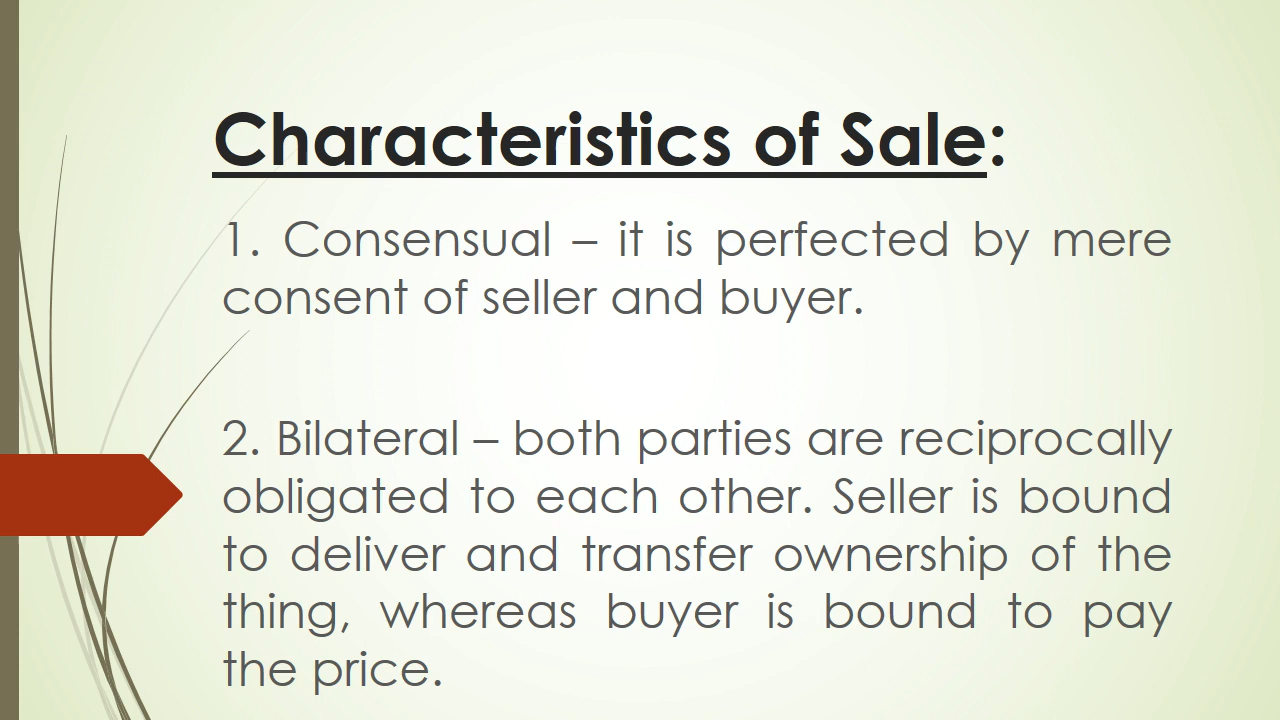 Characteristics of Sale:
1. Consensual – it is perfected by mere
consent of seller and buyer.
2. Bilateral – both parties are reciprocally
obligated to each other. Seller is bound
to deliver and transfer ownership of the
thing, whereas buyer is bound to pay
the price.